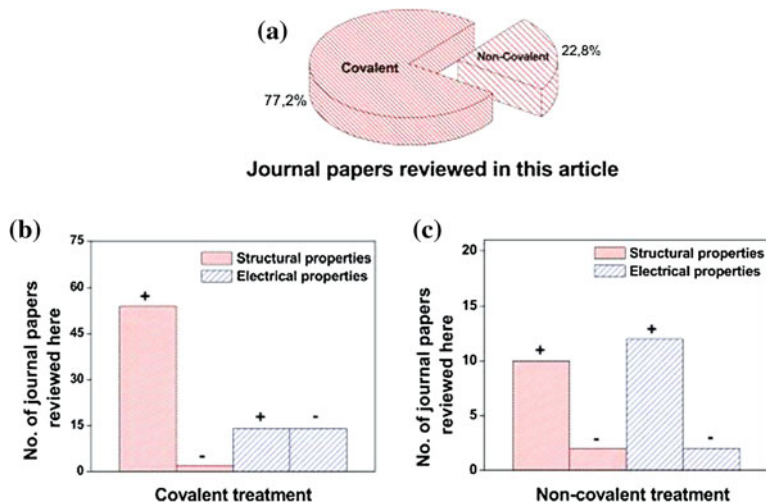 (a)
Covalent
Non-Covalent
22,8%
77,2%
Journal papers reviewed in this article
(b)
No. of journal papers
reviewed here
75
60
45
30
15
0
Structural properties
Electrical properties
+
-
+
-
Covalent treatment
(c)
No. of journal papers
reviewed here
20
15
10
5
0
Structural properties
Electrical properties
+
-
+
-
Non-covalent treatment